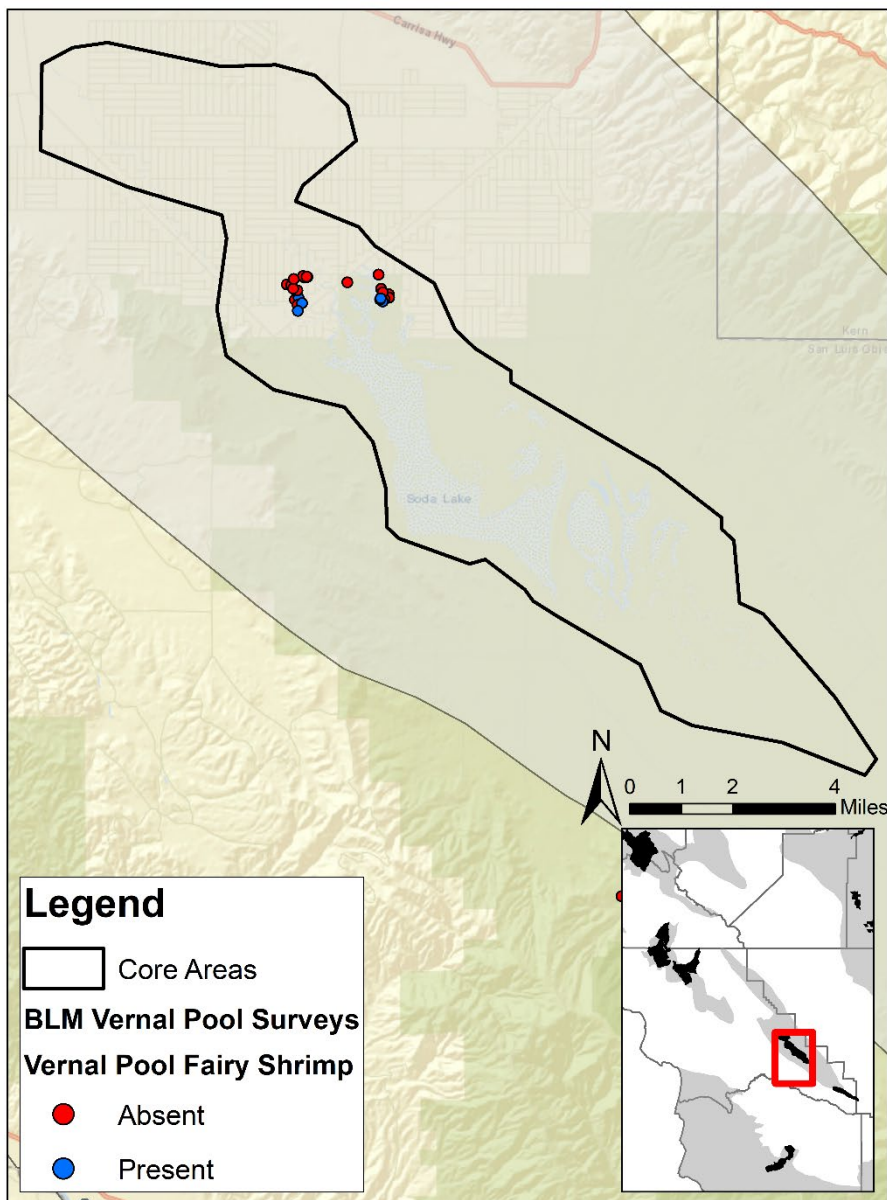 Carrisa Hwy
Kern
San Luis Obis
Soda Lake
N
0 1 2 4
Miles
Legend
Core Areas
BLM Vernal Pool Surveys
Vernal Pool Fairy Shrimp
Absent
Present